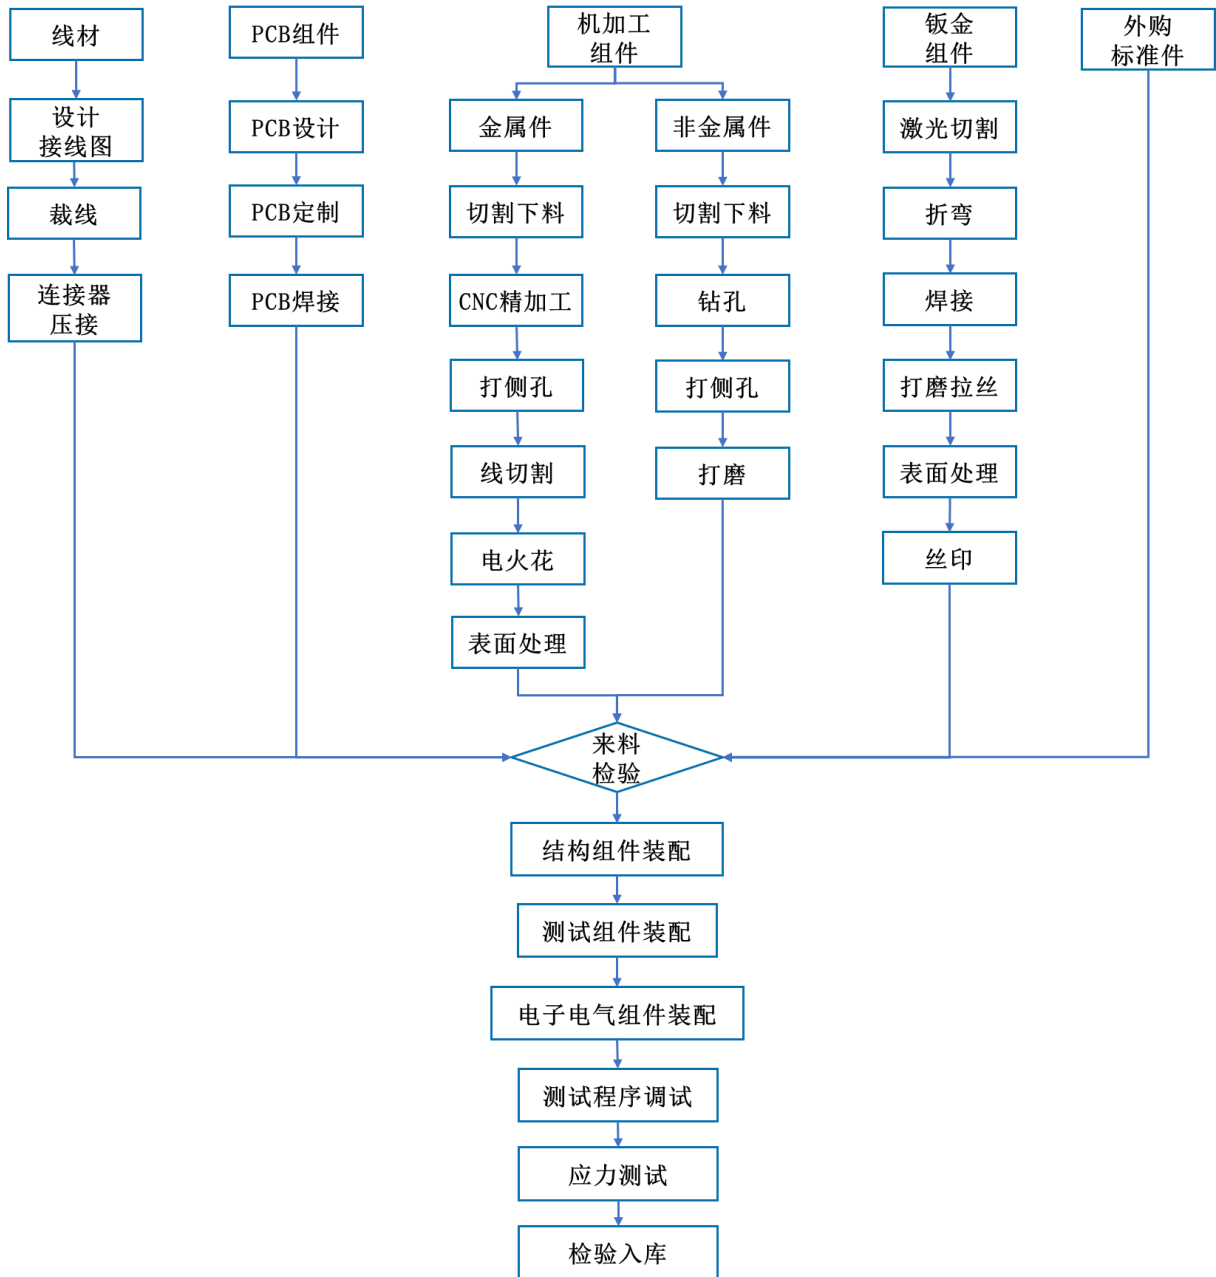 线材
设计
接线图
裁线
连接器
压接
PCB组件
PCB设计
PCB定制
PCB焊接
机加工
组件
金属件
切割下料
CNC精加工
打侧孔
线切割
电火花
表面处理
非金属件
切割下料
钻孔
打侧孔
打磨
钣金
组件
激光切割
折弯
焊接
打磨拉丝
表面处理
丝印
外购
标准件
来料
检验
结构组件装配
测试组件装配
电子电气组件装配
测试程序调试
应力测试
检验入库